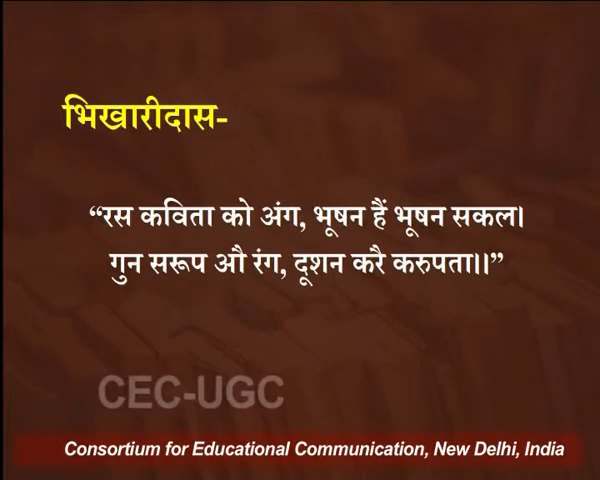 भिखारीदास-
“रस कविता को अंग, भूषन हैं भूषन सकल।
गुन सरूप औ रंग, दूशन करै करुपता।।”
CEC-UGC
Consortium for Educational Communication, New Delhi, India